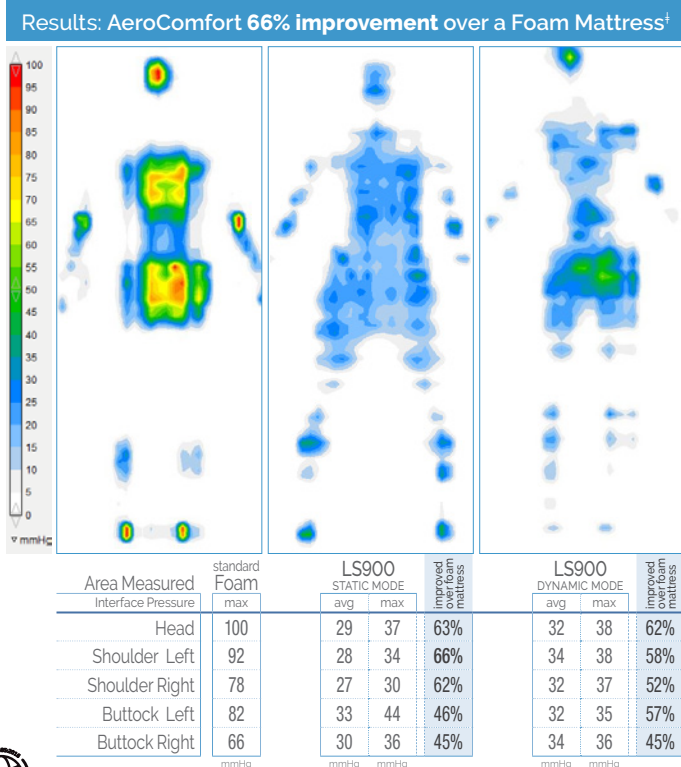 Results: AeroComfort 66% improvement over a Foam Mattress‡
100
95
90
85
80
75
70
65
60
55
50
45
40
35
30
25
20
15
10
5
0
mmHg
Area Measured standard Foam LS900 STATIC MODE improved over foam mattress LS900 DYNAMIC MODE improved over foam mattress
Interface Pressure max avg max avg max
Head 100 29 37 63% 32 38 62%
Shoulder Left 92 28 34 66% 34 38 58%
Shoulder Right 78 27 30 62% 32 37 52%
Buttock Left 82 33 44 46% 32 35 57%
Buttock Right 66 30 36 45% 34 36 45%
mmHg mmHg mmHg mmHg mmHg